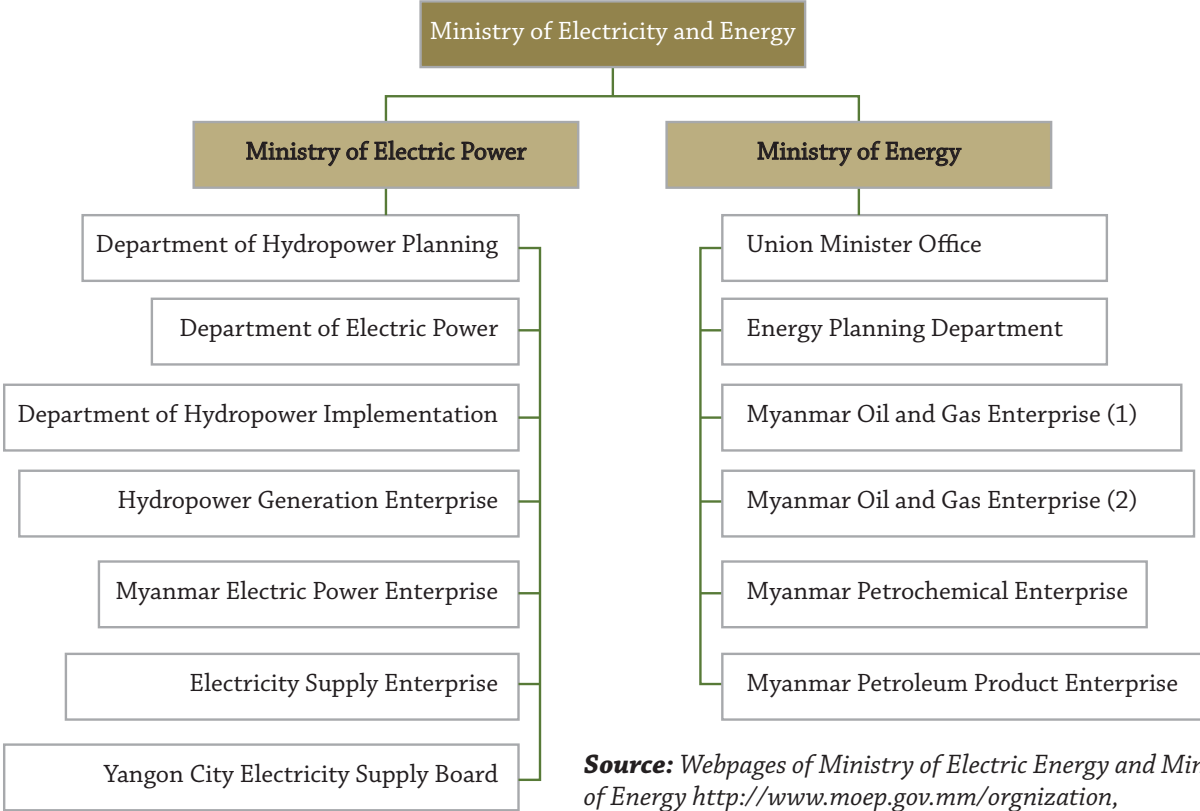 Ministry of Electricity and Energy
Ministry of Electric Power
Department of Hydropower Planning
Department of Electric Power
Department of Hydropower Implementation
Hydropower Generation Enterprise
Myanmar Electric Power Enterprise
Electricity Supply Enterprise
Yangon City Electricity Supply Board
Ministry of Energy
Union Minister Office
Energy Planning Department
Myanmar Oil and Gas Enterprise (1)
Myanmar Oil and Gas Enterprise (2)
Myanmar Petrochemical Enterprise
Myanmar Petroleum Product Enterprise
Source: Webpages of Ministry of Electric Energy and
of Energy http://www.moep.gov.mm/orgnization,